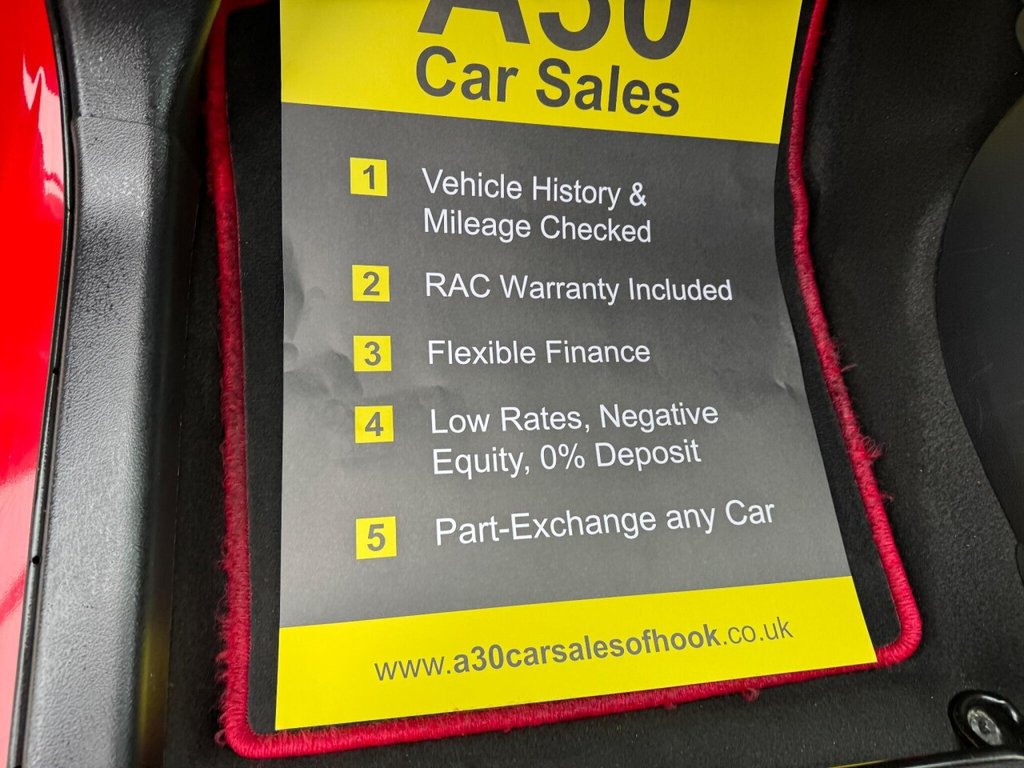 A30
Car Sales
1 Vehicle History &
Mileage Checked
2 RAC Warranty Included
3 Flexible Finance
4 Low Rates, Negative
Equity, 0% Deposit
5 Part-Exchange any Car
www.a30carsalesofhook.co.uk